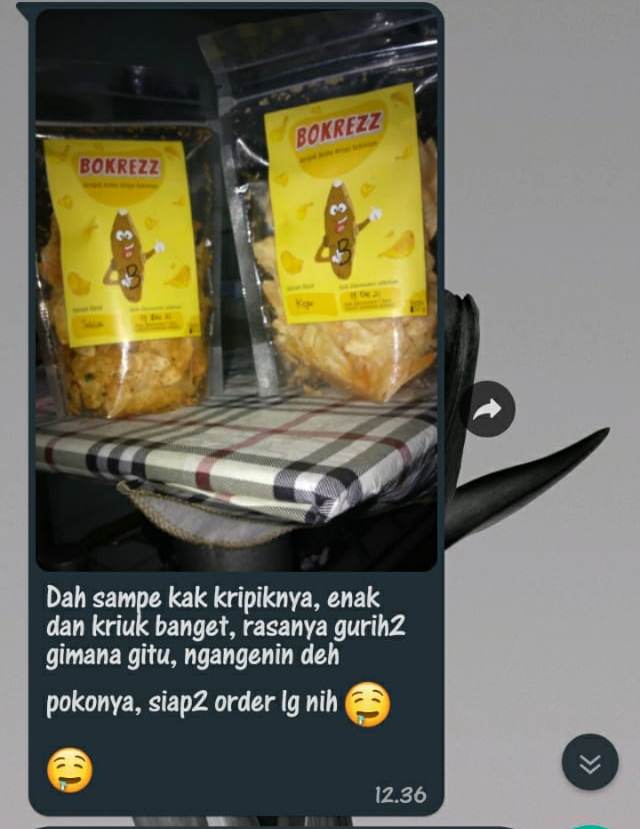 BOKREZZ
BOKREZZ
Dah sampe kak kripiknya, enak
dan kriuk banget, rasanya gurih2
gimana gitu, ngangenin deh
pokonya, siap2 order lg nih
12.36